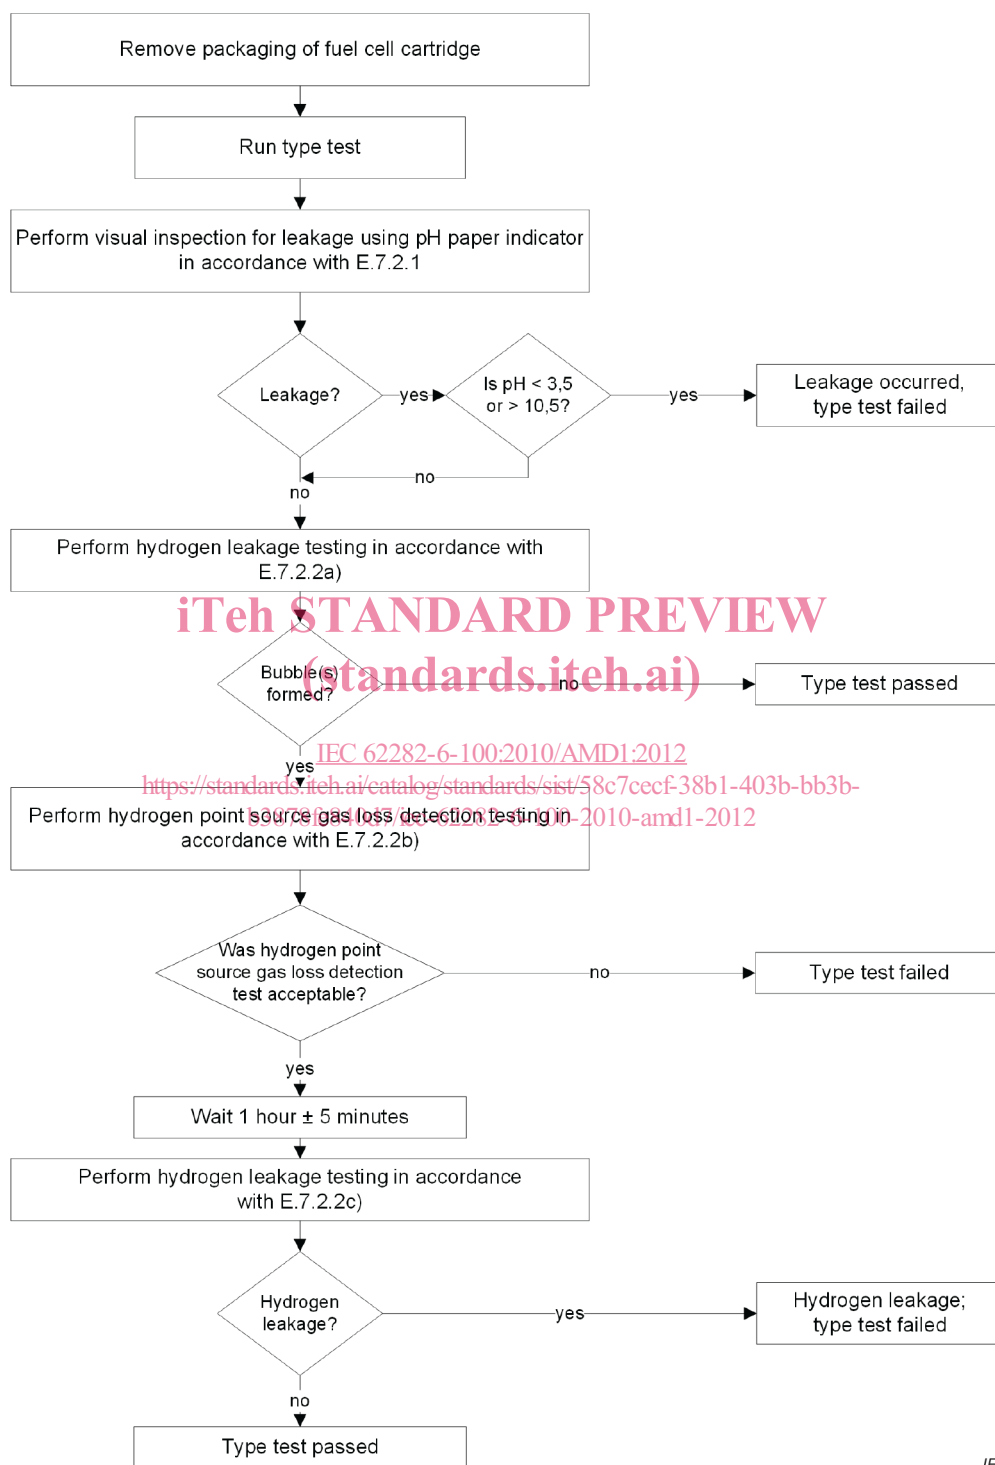 Remove packaging of fuel cell cartridge
Run type test
Perform visual inspection for leakage using pH paper indicator
in accordance with E.7.2.1
Leakage?
yes
Is pH < 3,5
or > 10,5?
yes
Leakage occurred,
type test failed
no
no
Perform hydrogen leakage testing in accordance with
E.7.2.2a)
iTeh STANDARD PREVIEW
(standards.iteh.ai)
Bubble(s)
formed?
no
Type test passed
IEC 62282-6-100:2010/AMD1:2012
yes
https://standards.iteh.ai/catalog/standards/sist/58c7cecf-38b1-403b-bb3b-
Perform hydrogen point source gas loss detection testing in
accordance with E.7.2.2b)
Was hydrogen point
source gas loss detection
test acceptable?
no
Type test failed
yes
Wait 1 hour ± 5 minutes
Perform hydrogen leakage testing in accordance
with E.7.2.2c)
Hydrogen
leakage?
yes
Hydrogen leakage;
type test failed
no
Type test passed